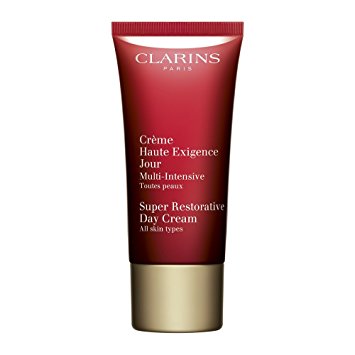 CLARINS
PARIS
Crème
Haute Exigence
Jour
Multi-Intensive
Toutes peaux
Super Restorative
Day Cream
All skin types